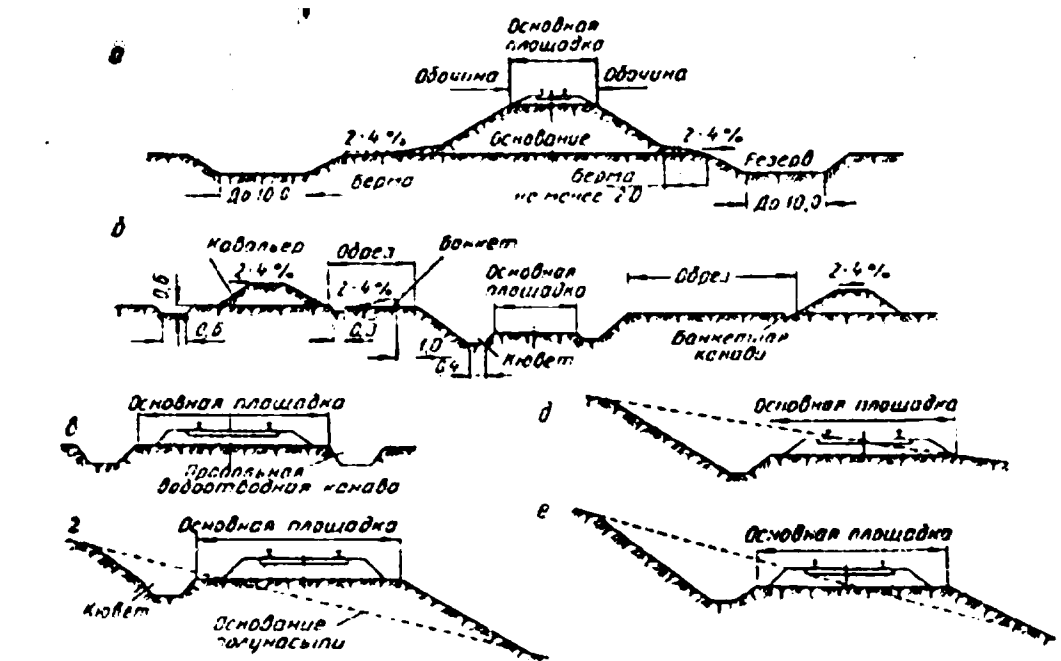 а
Основная
площадка
Обочина
Обочина
2-4%
Основание
2-4%
Резерв
Берма
Берма
не менее 2,0
До 10,0
До 10,0
б
Кавальер
Обрез
Банкет
2-4%
2-4%
Основная
площадка
Обрез
2-4%
0,6
0,6
0,3
1,0
0,4
Кювет
Банкетная
канава
в
Основная площадка
Продольная
водоотводная канава
д
Основная площадка
г
Основная площадка
Кювет
Основание
полунасыпи
е
Основная площадка